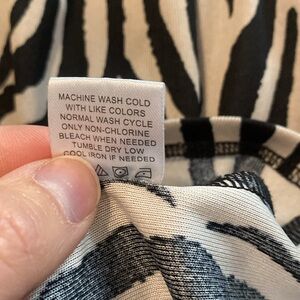 MACHINE WASH COLD
WITH LIKE COLORS
NORMAL WASH CYCLE
ONLY NON-CHLORINE
BLEACH WHEN NEEDED
TUMBLE DRY LOW
COOL IRON IF NEEDED